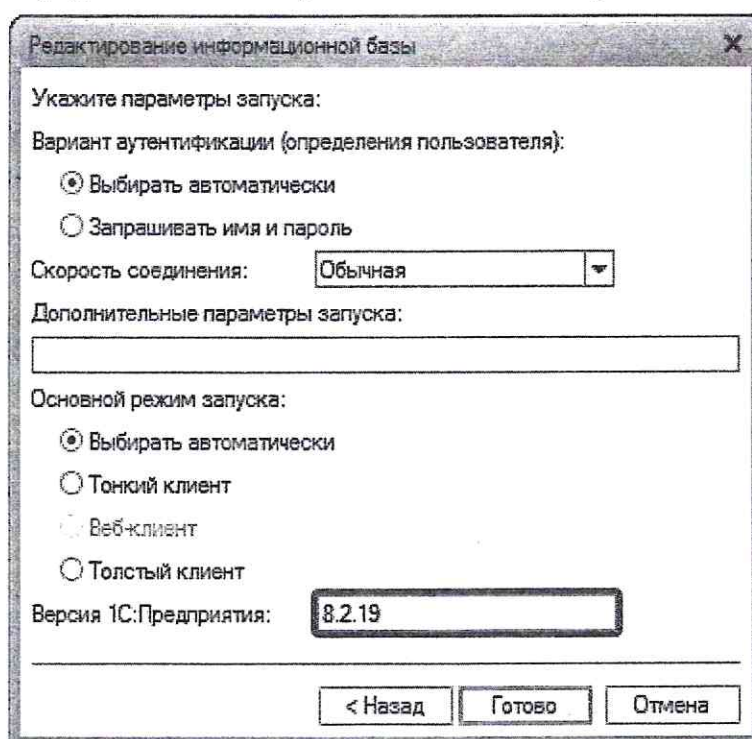 Редактирование информационной базы
Укажите параметры запуска:
Вариант аутентификации (определения пользователя):
Выбирать автоматически
Запрашивать имя и пароль
Скорость соединения: Обычная
Дополнительные параметры запуска:
Основной режим запуска:
Выбирать автоматически
Тонкий клиент
Веб-клиент
Толстый клиент
Версия 1С:Предприятия: 8.2.19
< Назад Готово Отмена